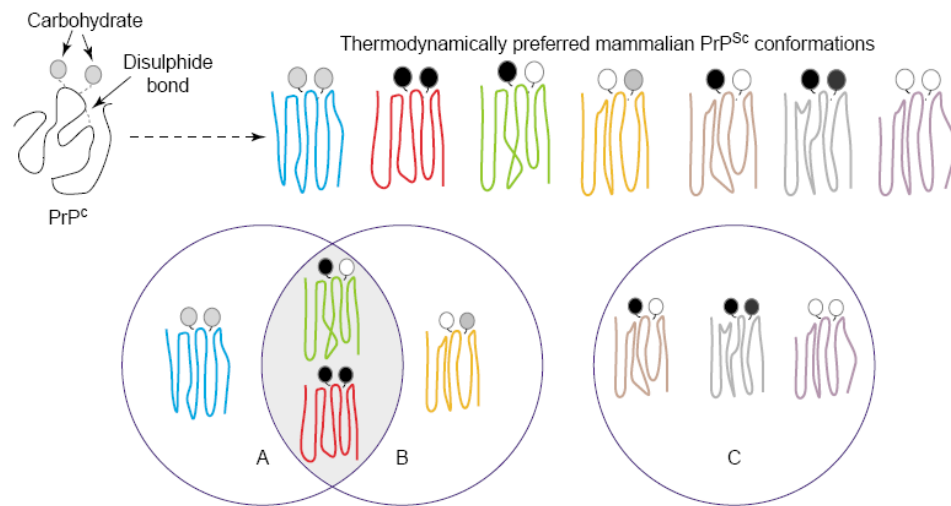 Carbohydrate
Disulphide
bond
Thermodynamically preferred mammalian PrPSc conformations
PrPc
A
B
C